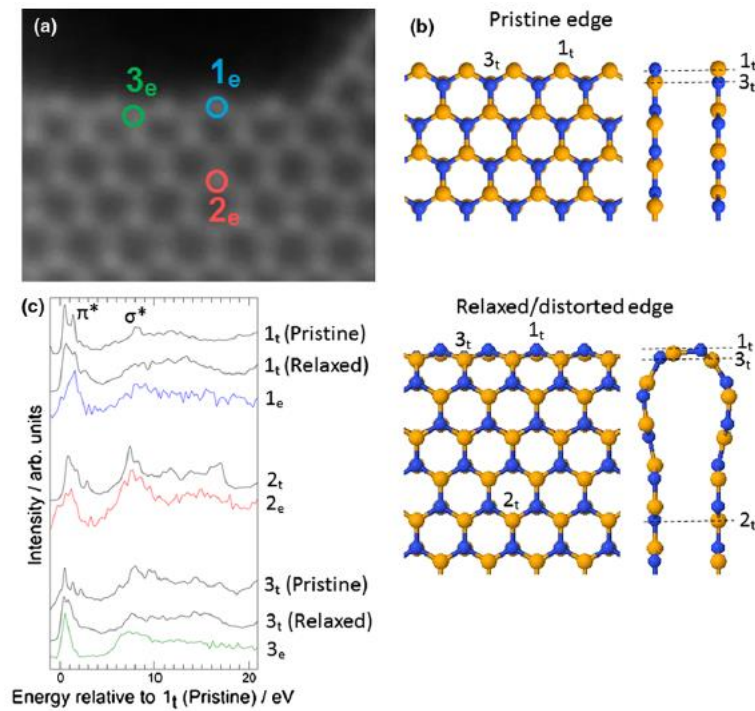 (a)
3e
1e
2e
(b)
Pristine edge
3t
1t
1t
3t
Relaxed/distorted edge
3t
1t
1t
3t
2t
2t
(c)
π*
σ*
1t (Pristine)
1t (Relaxed)
1e
2t
2e
3t (Pristine)
3t (Relaxed)
3e
Intensity / arb. units
0
10
20
Energy relative to 1t (Pristine) / eV